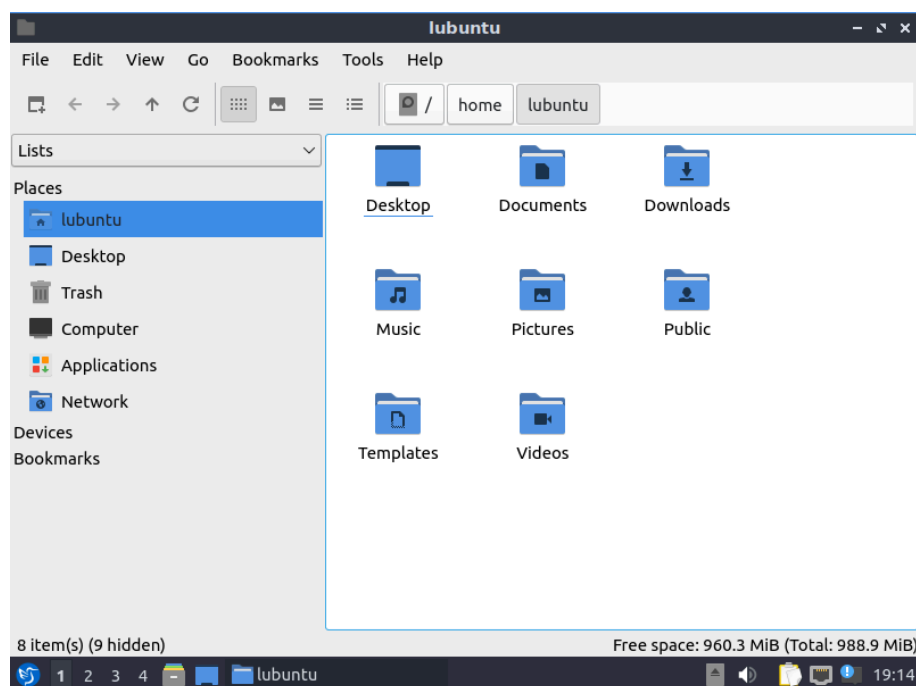 lubuntu
File Edit View Go Bookmarks Tools Help
/ home lubuntu
Lists
Places
lubuntu
Desktop
Trash
Computer
Applications
Network
Devices
Bookmarks
Desktop Documents Downloads
Music Pictures Public
Templates Videos
8 item(s) (9 hidden) Free space: 960.3 MiB (Total: 988.9 MiB)
1 2 3 4 lubuntu 19:14